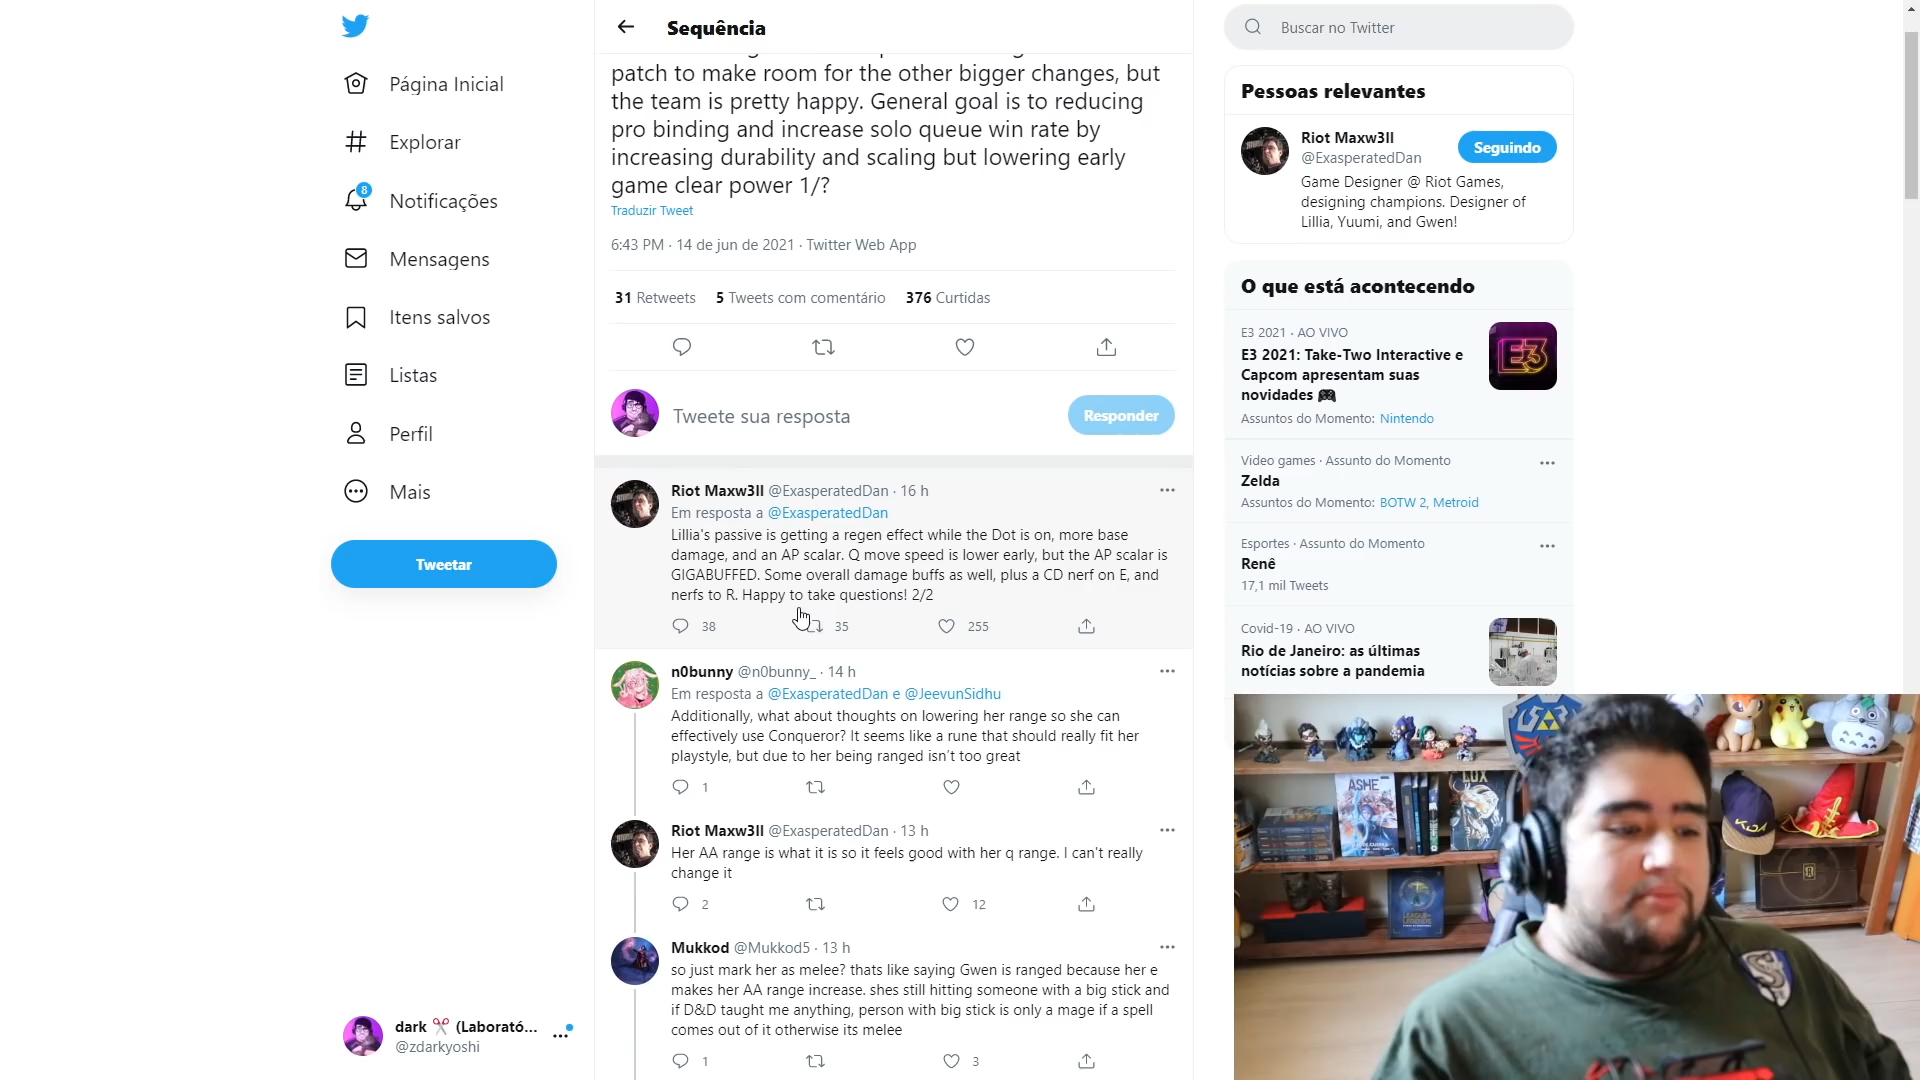 Página Inicial
Explorar
8
Notificações
Mensagens
Itens salvos
Listas
Perfil
Mais
Tweetar
dark ✂️ (Laborató...
@zdarkyoshi
Sequência
patch to make room for the other bigger changes, but
the team is pretty happy. General goal is to reducing
pro binding and increase solo queue win rate by
increasing durability and scaling but lowering early
game clear power 1/?
Traduzir Tweet
6:43 PM · 14 de jun de 2021 · Twitter Web App
31 Retweets 5 Tweets com comentário 376 Curtidas
Tweete sua resposta
Responder
Riot Maxw3ll @ExasperatedDan · 16 h
Em resposta a @ExasperatedDan
Lillia's passive is getting a regen effect while the Dot is on, more base
damage, and an AP scalar. Q move speed is lower early, but the AP scalar is
GIGABUFFED. Some overall damage buffs as well, plus a CD nerf on E, and
nerfs to R. Happy to take questions! 2/2
38 35 255
n0bunny @n0bunny_ · 14 h
Em resposta a @ExasperatedDan e @JeevunSidhu
Additionally, what about thoughts on lowering her range so she can
effectively use Conqueror? It seems like a rune that should really fit her
playstyle, but due to her being ranged isn't too great
1
Riot Maxw3ll @ExasperatedDan · 13 h
Her AA range is what it is so it feels good with her q range. I can't really
change it
2 12
Mukkod @Mukkod5 · 13 h
so just mark her as melee? thats like saying Gwen is ranged because her e
makes her AA range increase. shes still hitting someone with a big stick and
if D&D taught me anything, person with big stick is only a mage if a spell
comes out of it otherwise its melee
1 3
Buscar no Twitter
Pessoas relevantes
Riot Maxw3ll
@ExasperatedDan
Seguindo
Game Designer @ Riot Games,
designing champions. Designer of
Lillia, Yuumi, and Gwen!
O que está acontecendo
E3 2021 · AO VIVO
E3 2021: Take-Two Interactive e
Capcom apresentam suas
novidades 🎮
Assuntos do Momento: Nintendo
E3
Video games · Assunto do Momento
Zelda
Assuntos do Momento: BOTW 2, Metroid
Esportes · Assunto do Momento
Renê
17,1 mil Tweets
Covid-19 · AO VIVO
Rio de Janeiro: as últimas
notícias sobre a pandemia
ASHE
LUX
LEAGUE OF
LEGENDS